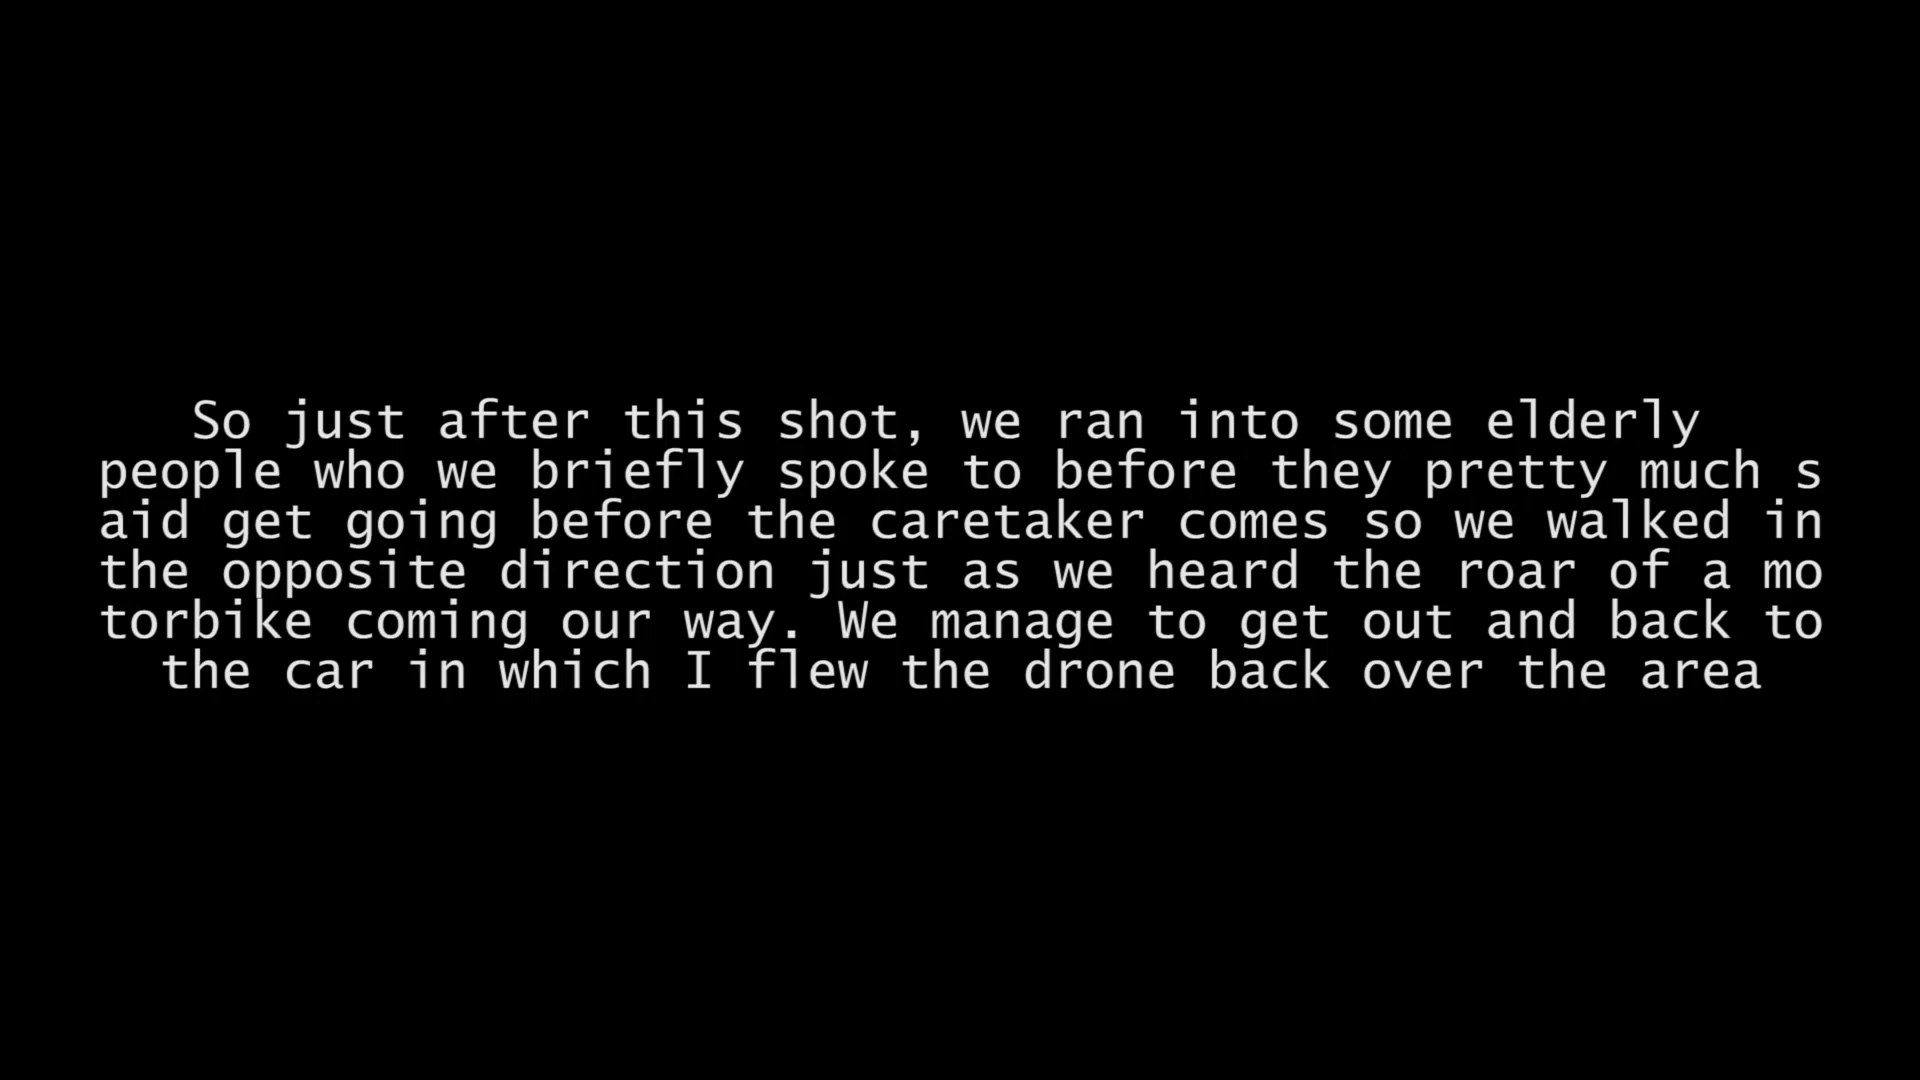 So just after this shot, we ran into some elderly
people who we briefly spoke to before they pretty much s
aid get going before the caretaker comes so we walked in
the opposite direction just as we heard the roar of a mo
torbike coming our way. We manage to get out and back to
the car in which I flew the drone back over the area